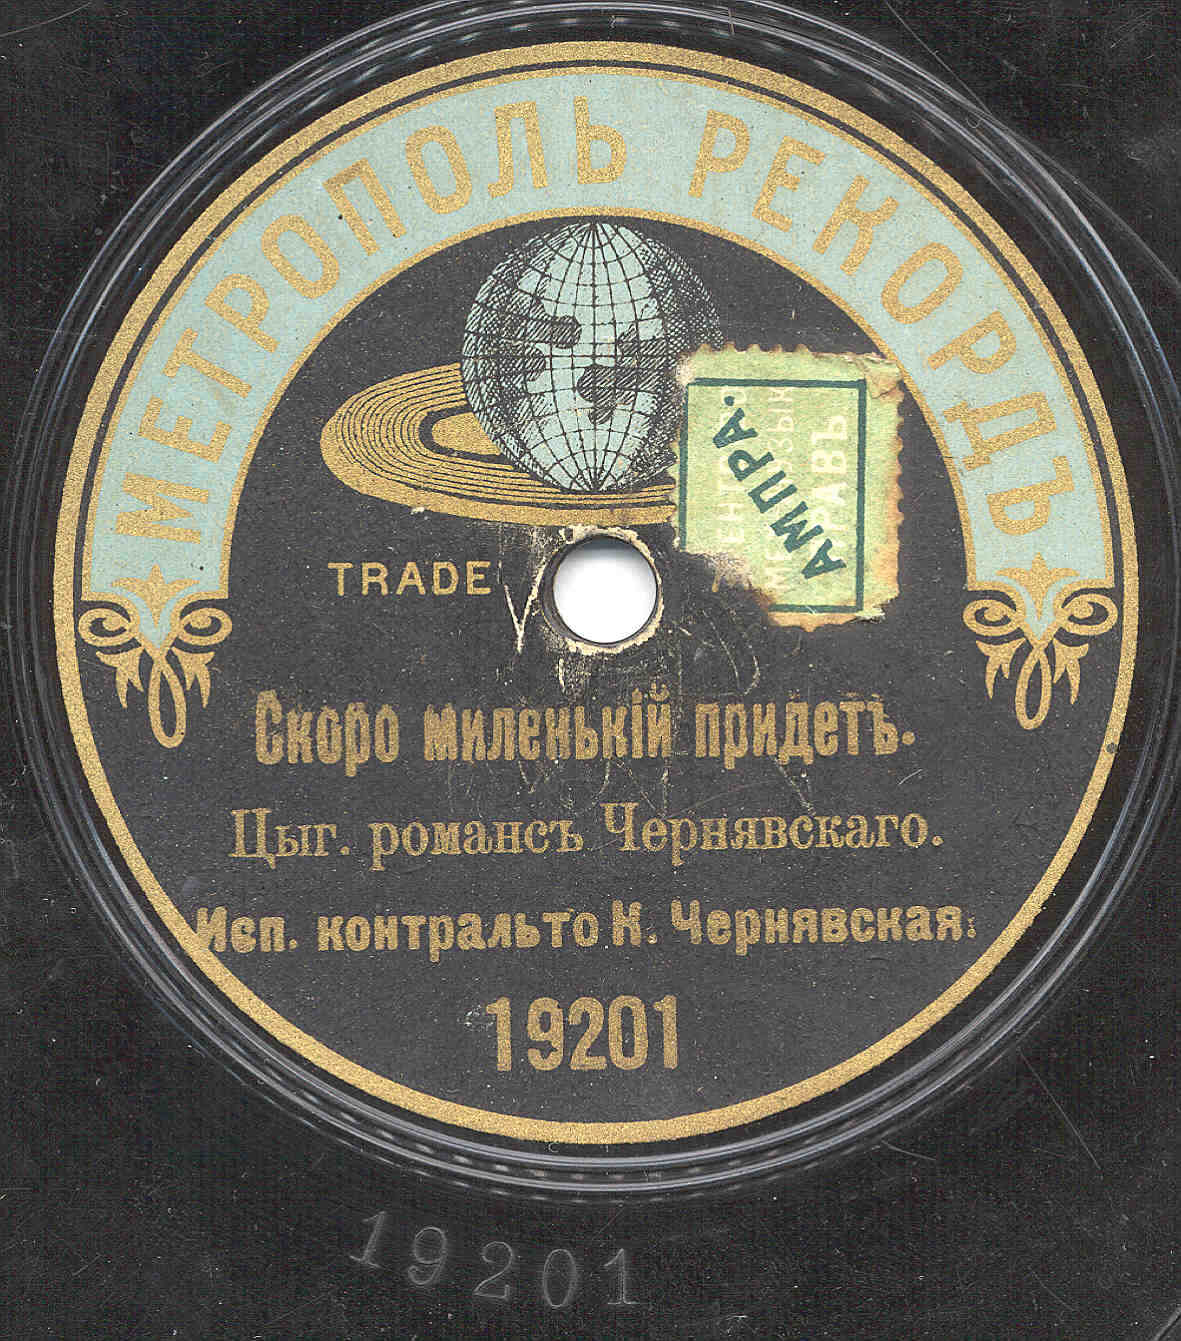 МЕТРОПОЛЬ РЕКОРДЪ
АМПРА.
TRADE
Скоро миленькій придетъ.
Цыг. романсъ Чернявскаго.
Исп. контральто К. Чернявская.
19201
19201